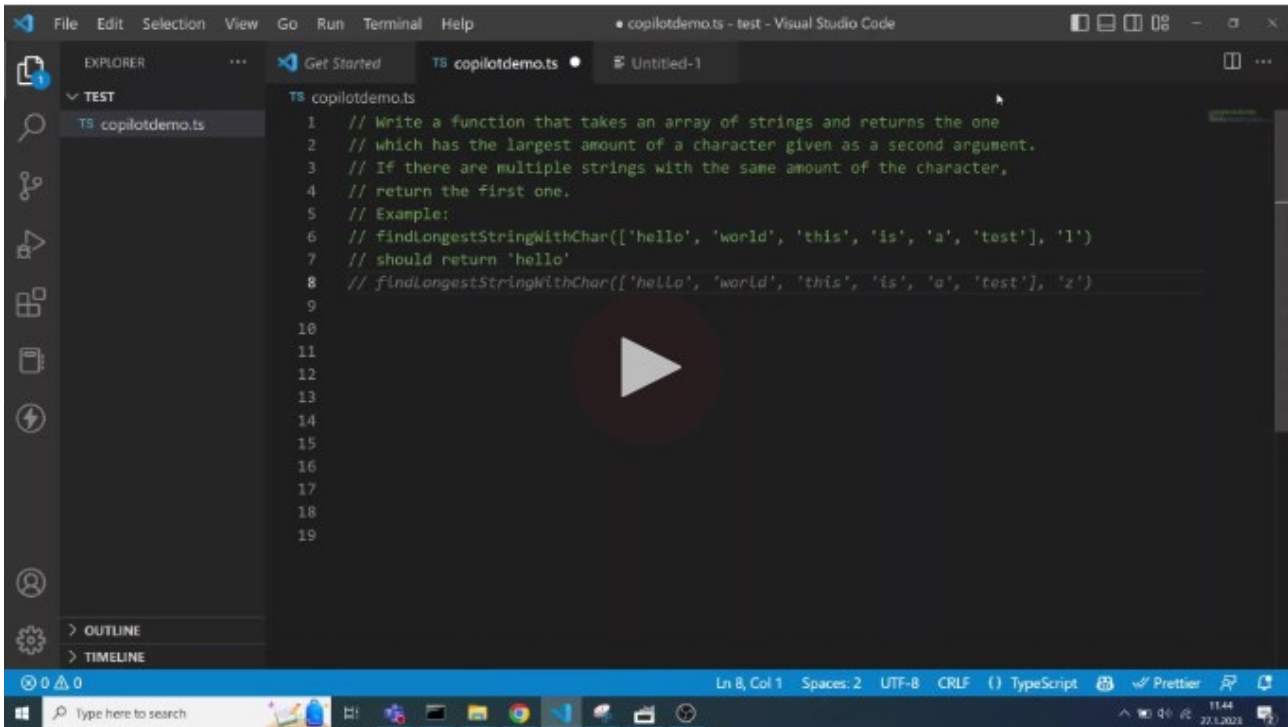 File Edit Selection View Go Run Terminal Help ● copilotdemo.ts - test - Visual Studio Code
EXPLORER ··· Get Started TS copilotdemo.ts ● Untitled-1 ···
TEST
TS copilotdemo.ts
TS copilotdemo.ts
1 // Write a function that takes an array of strings and returns the one
2 // which has the largest amount of a character given as a second argument.
3 // If there are multiple strings with the same amount of the character,
4 // return the first one.
5 // Example:
6 // findLongestStringWithChar(['hello', 'world', 'this', 'is', 'a', 'test'], 'l')
7 // should return 'hello'
8 // findLongestStringWithChar(['hello', 'world', 'this', 'is', 'a', 'test'], 'z')
9
10
11
12
13
14
15
16
17
18
19
1
OUTLINE
TIMELINE
0 0 Ln 8, Col 1 Spaces: 2 UTF-8 CRLF {} TypeScript Prettier
Type here to search 11.44
27.1.2023